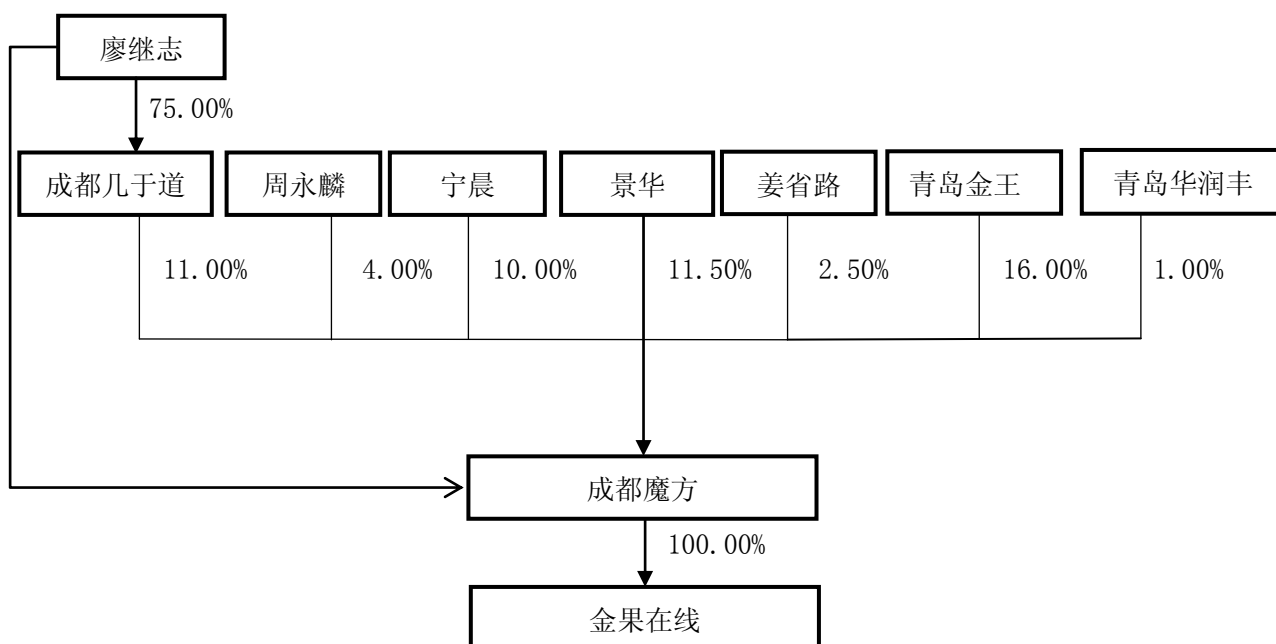 廖继志
75.00%
成都几于道
周永麟
宁晨
景华
姜省路
青岛金王
青岛华润丰
11.00%
4.00%
10.00%
11.50%
2.50%
16.00%
1.00%
成都魔方
100.00%
金果在线